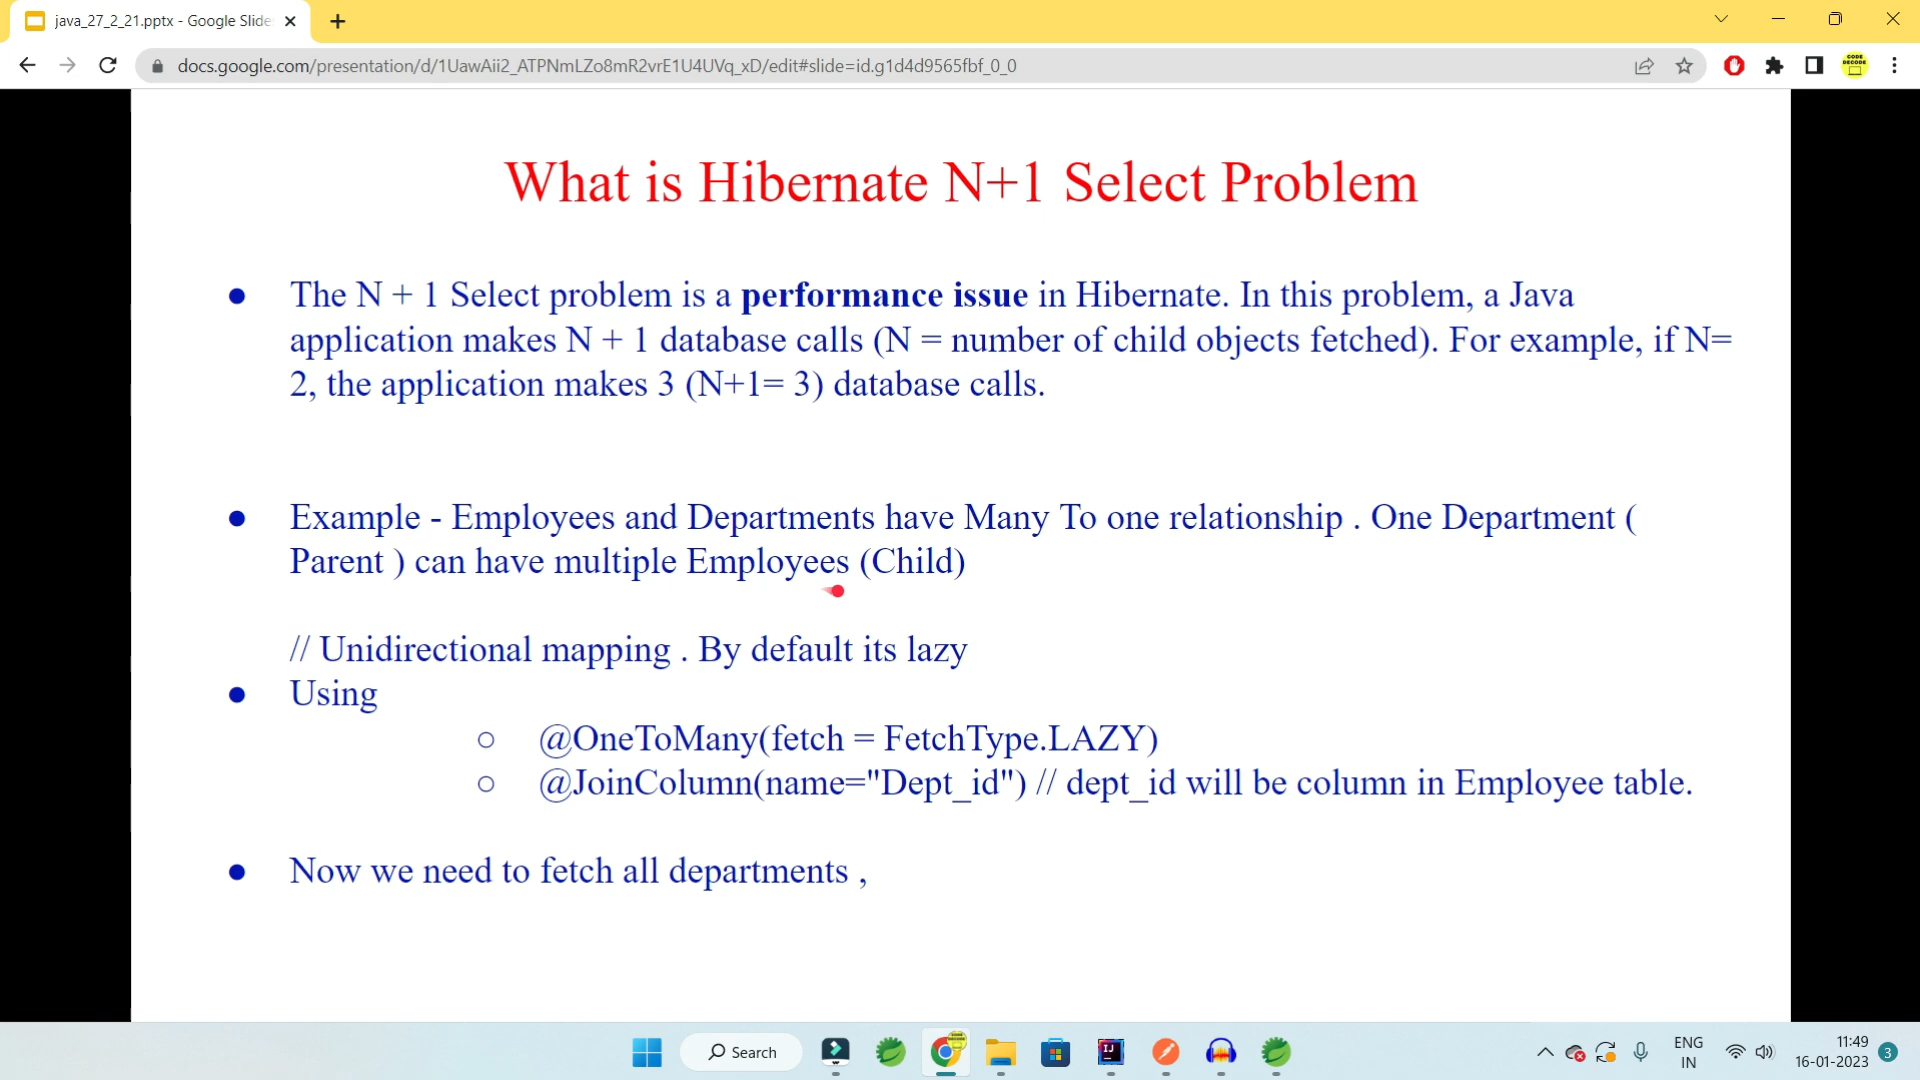 java_27_2_21.pptx - Google Slide
docs.google.com/presentation/d/1UawAii2_ATPNmLZo8mR2vrE1U4UVq_xD/edit#slide=id.g1d4d9565fbf_0_0
CODE
DECODE
What is Hibernate N+1 Select Problem
● The N + 1 Select problem is a performance issue in Hibernate. In this problem, a Java
application makes N + 1 database calls (N = number of child objects fetched). For example, if N=
2, the application makes 3 (N+1= 3) database calls.
● Example - Employees and Departments have Many To one relationship . One Department (
Parent ) can have multiple Employees (Child)
// Unidirectional mapping . By default its lazy
● Using
○ @OneToMany(fetch = FetchType.LAZY)
○ @JoinColumn(name="Dept_id") // dept_id will be column in Employee table.
● Now we need to fetch all departments ,
Search
IJ
ENG
IN
11:49
16-01-2023
3